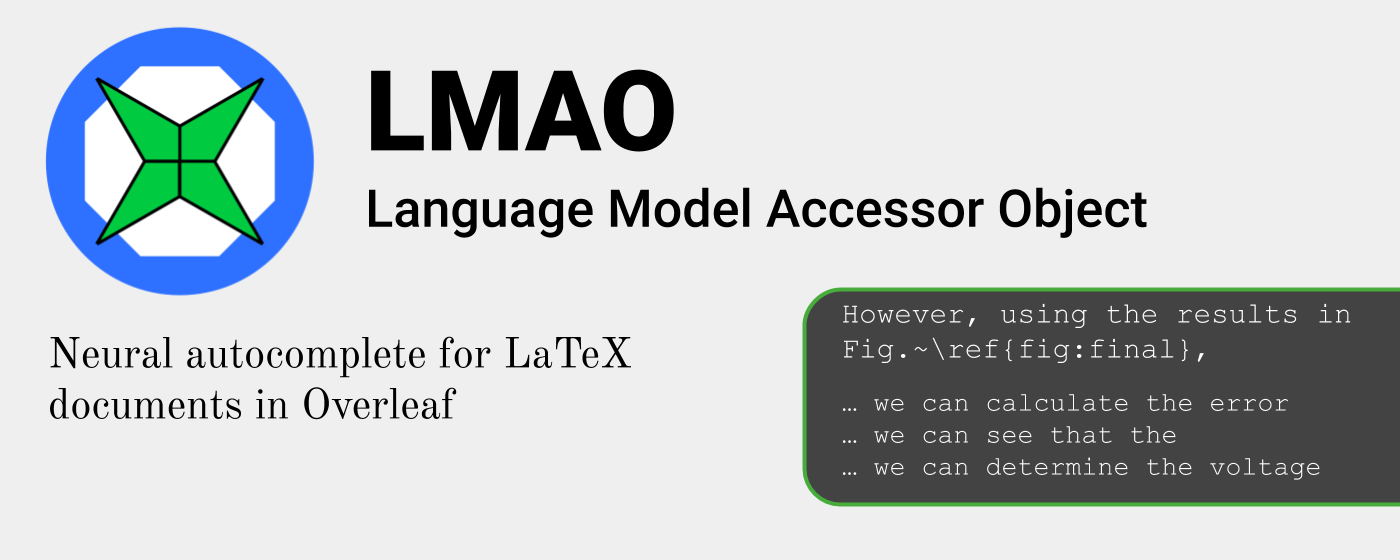 LMAO
Language Model Accessor Object
Neural autocomplete for LaTeX
documents in Overleaf
However, using the results in
Fig.~\ref{fig:final},
… we can calculate the error
… we can see that the
… we can determine the voltage